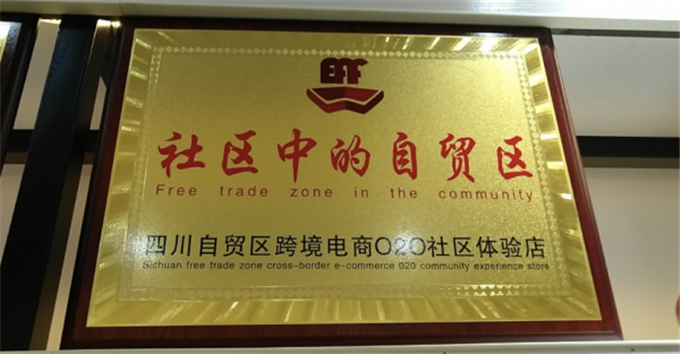 社区中的自贸区
Free trade zone in the community
四川自贸区跨境电商O2O社区体验店
Sichuan free trade zone cross-border e-commerce 020 community experience store